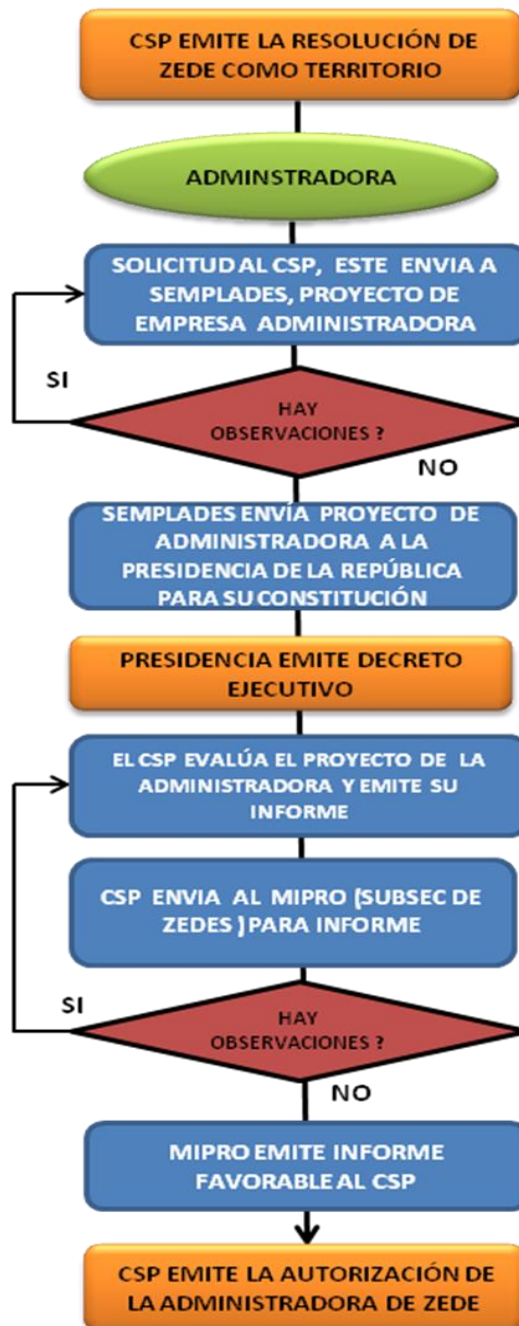 CSP EMITE LA RESOLUCIÓN DE
ZEDE COMO TERRITORIO
ADMINSTRADORA
SOLICITUD AL CSP, ESTE ENVIA A
SEMPLADES, PROYECTO DE
EMPRESA ADMINISTRADORA
SI
HAY
OBSERVACIONES ?
NO
SEMPLADES ENVÍA PROYECTO DE
ADMINISTRADORA A LA
PRESIDENCIA DE LA REPÚBLICA
PARA SU CONSTITUCIÓN
PRESIDENCIA EMITE DECRETO
EJECUTIVO
EL CSP EVALÚA EL PROYECTO DE LA
ADMINISTRADORA Y EMITE SU
INFORME
CSP ENVIA AL MIPRO (SUBSEC DE
ZEDES ) PARA INFORME
SI
HAY
OBSERVACIONES ?
NO
MIPRO EMITE INFORME
FAVORABLE AL CSP
CSP EMITE LA AUTORIZACIÓN DE
LA ADMINISTRADORA DE ZEDE